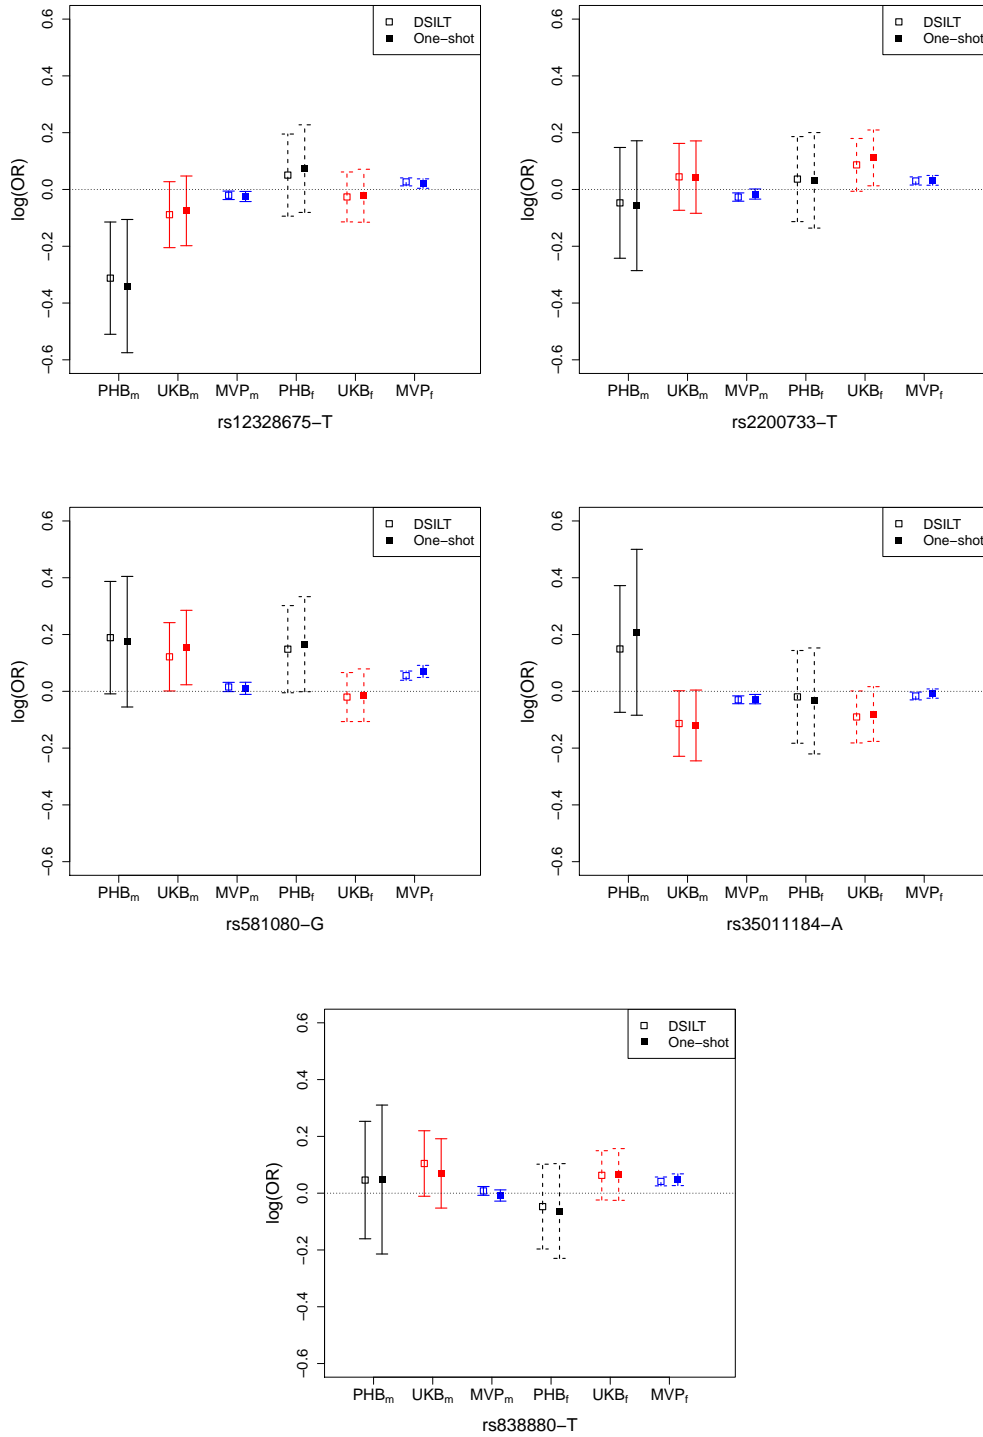 0.6
0.4
0.2
0.0
−0.2
−0.4
−0.6
log(OR)
DSILT
One−shot
PHBm UKBm MVPm PHBf UKBf MVPf
rs12328675−T
0.6
0.4
0.2
0.0
−0.2
−0.4
−0.6
log(OR)
DSILT
One−shot
PHBm UKBm MVPm PHBf UKBf MVPf
rs2200733−T
0.6
0.4
0.2
0.0
−0.2
−0.4
−0.6
log(OR)
DSILT
One−shot
PHBm UKBm MVPm PHBf UKBf MVPf
rs581080−G
0.6
0.4
0.2
0.0
−0.2
−0.4
−0.6
log(OR)
DSILT
One−shot
PHBm UKBm MVPm PHBf UKBf MVPf
rs35011184−A
0.6
0.4
0.2
0.0
−0.2
−0.4
−0.6
log(OR)
DSILT
One−shot
PHBm UKBm MVPm PHBf UKBf MVPf
rs838880−T